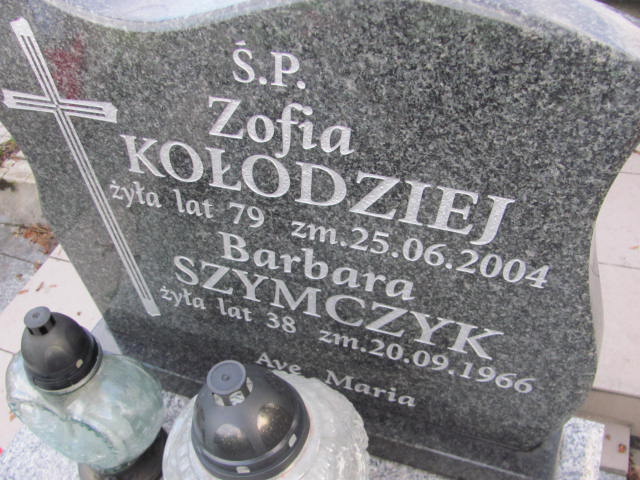 Ś.P.
Zofia
KOŁODZIEJ
żyła lat 79 zm.25.06.2004
Barbara
SZYMCZYK
żyła lat 38 zm.20.09.1966
Ave Maria